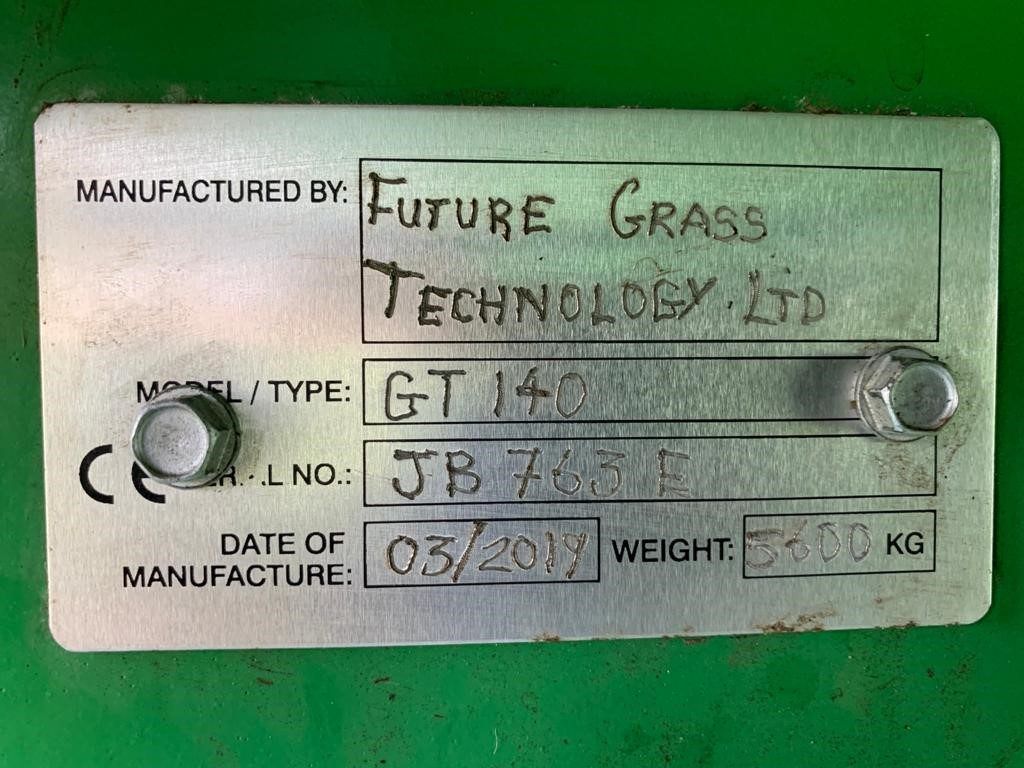 MANUFACTURED BY: FUTURE GRASS
TECHNOLOGY. LTD
/ TYPE: GT 140
CE NO.: JB 763 E
DATE OF
MANUFACTURE: 03/2019 WEIGHT: 5600 KG